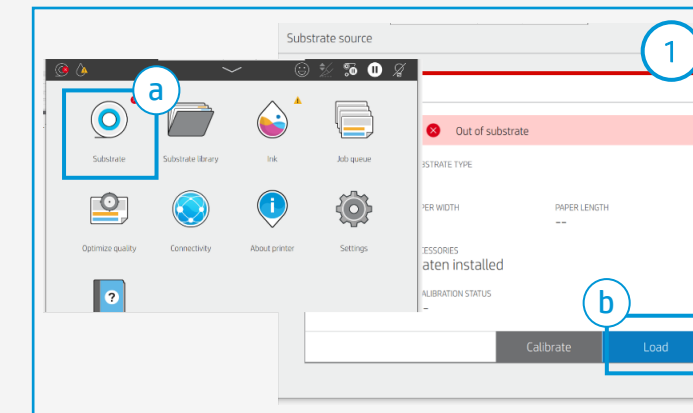 Substrate source
1
a
Substrate
Substrate library
Ink
Job queue
Optimize quality
Connectivity
About printer
Settings
?
Out of substrate
BSTRATE TYPE
PER WIDTH
PAPER LENGTH
--
CESSORIES
aten installed
ALIBRATION STATUS
--
b
Calibrate
Load